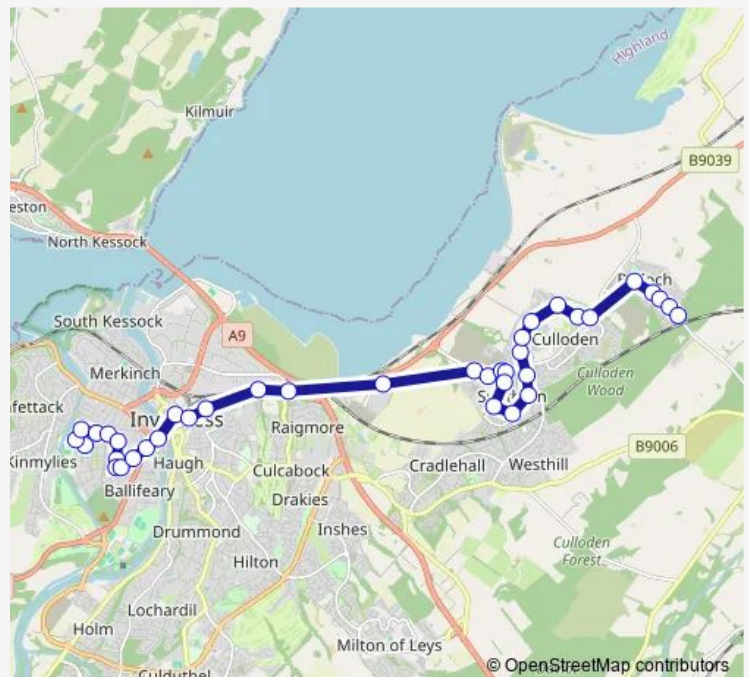 Highland
Kilmuir
B9039
North Kessock
South Kessock
A9
Culloden
Merkinch
Culloden
Wood
Raigmore
B9006
Kinmylies
Haugh
Cradlehall
Westhill
Culcabock
Ballifeary
Drakies
Drummond
Inshes
Culloden
Forest
Hilton
Lochardil
Holm
Milton of Leys
© OpenStreetMap contributors